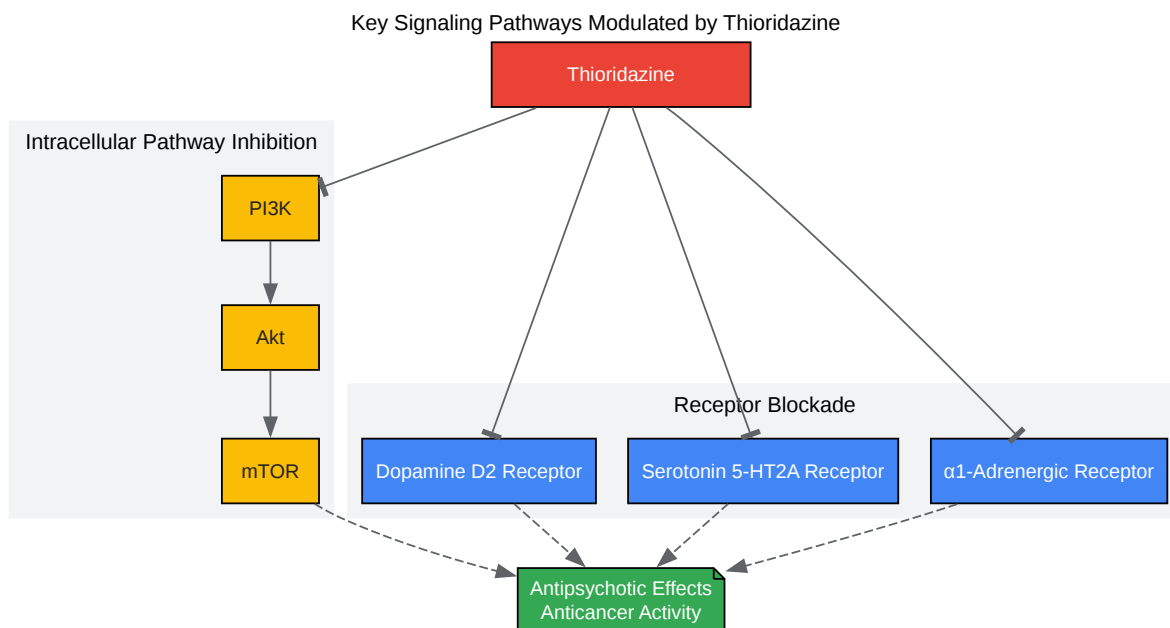 Key Signaling Pathways Modulated by Thioridazine
Thioridazine
Intracellular Pathway Inhibition
PI3K
Akt
mTOR
Receptor Blockade
Dopamine D2 Receptor
Serotonin 5-HT2A Receptor
α1-Adrenergic Receptor
Antipsychotic Effects
Anticancer Activity